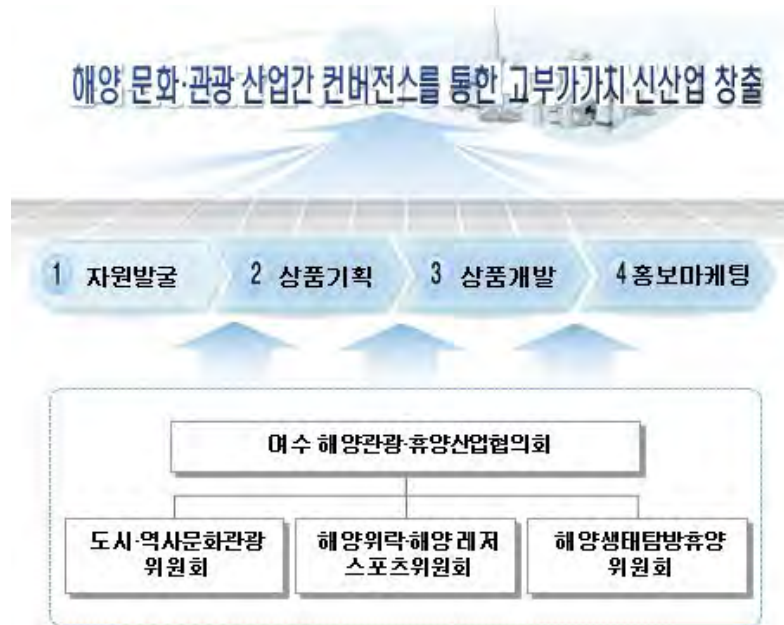 해양 문화·관광 산업간 컨버전스를 통한 고부가가치 신산업 창출
1 자원발굴 2 상품기획 3 상품개발 4 홍보마케팅
여수 해양관광·휴양산업협의회
도시·역사문화관광
위원회
해양위락·해양 레저
스포츠위원회
해양생태탐방휴양
위원회